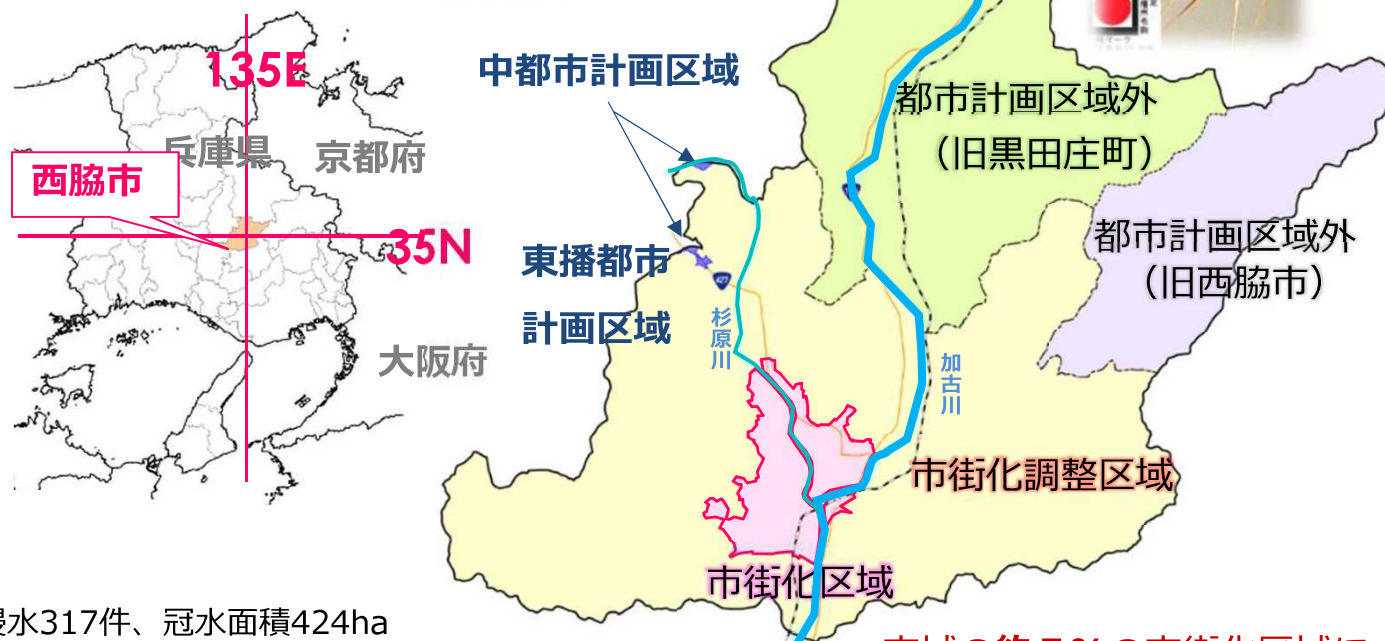 135E
兵庫県
京都府
西脇市
35N
大阪府
中都市計画区域
東播都市
計画区域
杉原川
427
加古川
都市計画区域外
（旧黒田庄町）
都市計画区域外
（旧西脇市）
市街化調整区域
市街化区域
浸水317件、冠水面積424ha